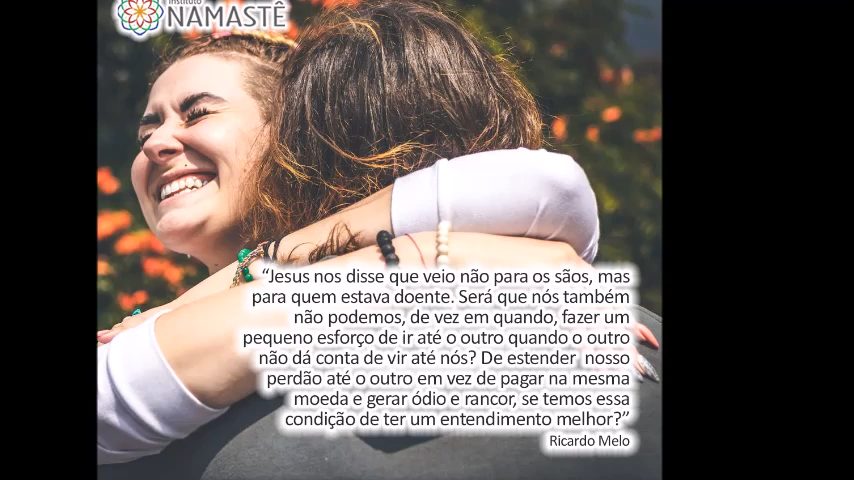 Instituto
NAMASTÊ
“Jesus nos disse que veio não para os sãos, mas
para quem estava doente. Será que nós também
não podemos, de vez em quando, fazer um
pequeno esforço de ir até o outro quando o outro
não dá conta de vir até nós? De estender nosso
perdão até o outro em vez de pagar na mesma
moeda e gerar ódio e rancor, se temos essa
condição de ter um entendimento melhor?”
Ricardo Melo